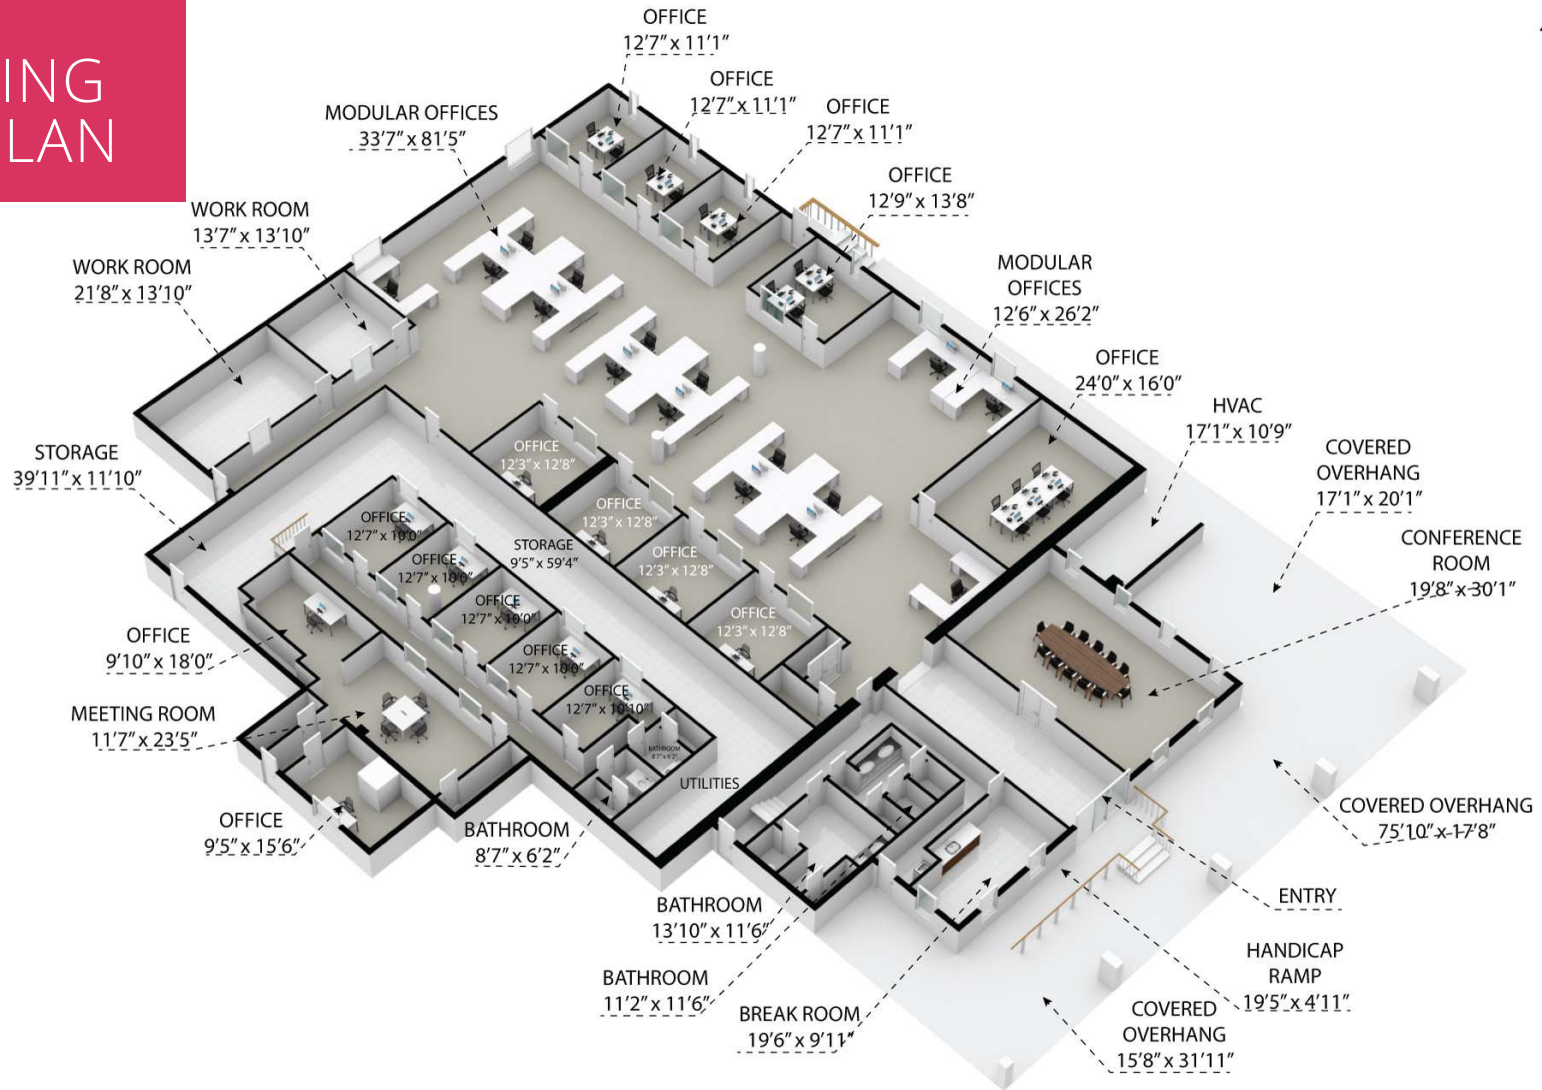 ING
LAN
OFFICE
12'7" x 11'1"
OFFICE
12'7" x 11'1"
OFFICE
12'7" x 11'1"
MODULAR OFFICES
33'7" x 81'5"
OFFICE
12'9" x 13'8"
WORK ROOM
13'7" x 13'10"
WORK ROOM
21'8" x 13'10"
MODULAR
OFFICES
12'6" x 26'2"
OFFICE
24'0" x 16'0"
HVAC
17'1" x 10'9"
COVERED
OVERHANG
17'1" x 20'1"
STORAGE
39'11" x 11'10"
OFFICE
12'3" x 12'8"
OFFICE
12'3" x 12'8"
OFFICE
12'3" x 12'8"
OFFICE
12'3" x 12'8"
CONFERENCE
ROOM
19'8" x 30'1"
OFFICE
12'7" x 10'0"
OFFICE
12'7" x 10'0"
OFFICE
12'7" x 10'0"
OFFICE
12'7" x 10'0"
OFFICE
12'7" x 10'10"
STORAGE
9'5" x 59'4"
OFFICE
9'10" x 18'0"
MEETING ROOM
11'7" x 23'5"
BATHROOM
8'7" x 6'2"
UTILITIES
OFFICE
9'5" x 15'6"
BATHROOM
8'7" x 6'2"
COVERED OVERHANG
75'10" x 17'8"
ENTRY
BATHROOM
13'10" x 11'6"
BATHROOM
11'2" x 11'6"
BREAK ROOM
19'6" x 9'11"
HANDICAP
RAMP
19'5" x 4'11"
COVERED
OVERHANG
15'8" x 31'11"